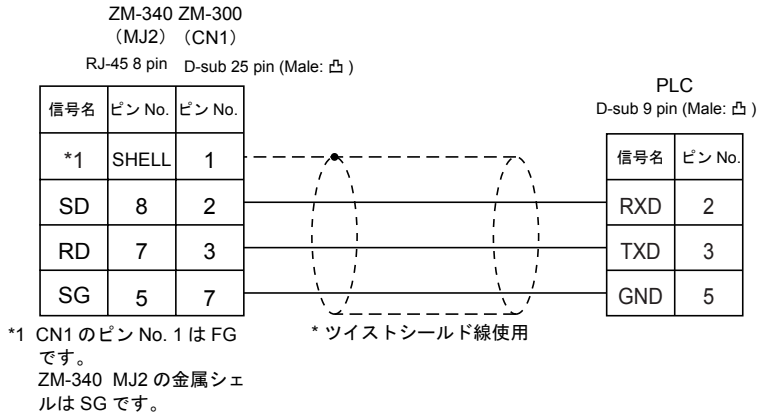 ZM-340 ZM-300
（MJ2）（CN1）
RJ-45 8 pin D-sub 25 pin (Male: 凸 )
信号名 ピン No. ピン No.
*1 SHELL 1
SD 8 2
RD 7 3
SG 5 7
PLC
D-sub 9 pin (Male: 凸 )
信号名 ピン No.
RXD 2
TXD 3
GND 5
* ツイストシールド線使用
*1 CN1 のピン No. 1 は FG
です。
ZM-340 MJ2 の金属シェ
ルは SG です。